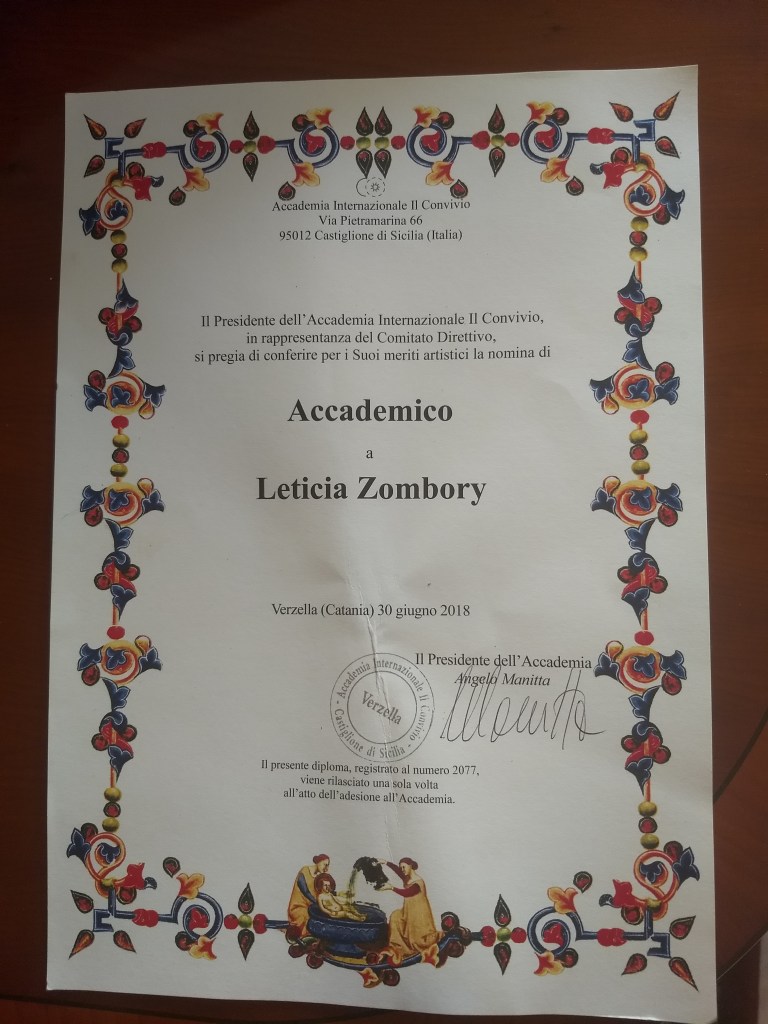 Accademia Internazionale Il Convivio
Via Pietramarina 66
95012 Castiglione di Sicilia (Italia)
Il Presidente dell'Accademia Internazionale Il Convivio,
in rappresentanza del Comitato Direttivo,
si pregia di conferire per i Suoi meriti artistici la nomina di
Accademico
a
Leticia Zombory
Verzella (Catania) 30 giugno 2018
Il Presidente dell'Accademia
Angelo Manitta
Accademia Internazionale Il Convivio
Verzella
- Castiglione di Sicilia -
Il presente diploma, registrato al numero 2077,
viene rilasciato una sola volta
all'atto dell'adesione all'Accademia.